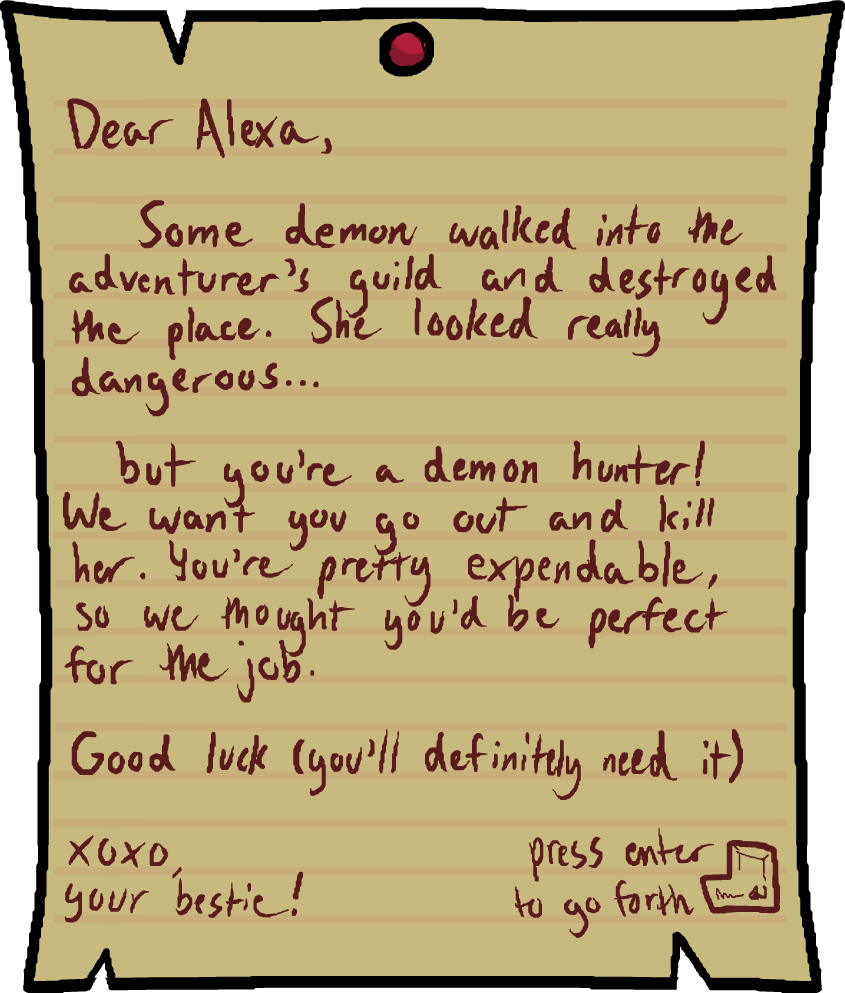 Dear Alexa,
Some demon walked into the
adventurer's guild and destroyed
the place. She looked really
dangerous...
but you're a demon hunter!
We want you go out and kill
her. You're pretty expendable,
so we thought you'd be perfect
for the job.
Good luck (you'll definitely need it)
xoxo,
your bestie!
press enter
to go forth